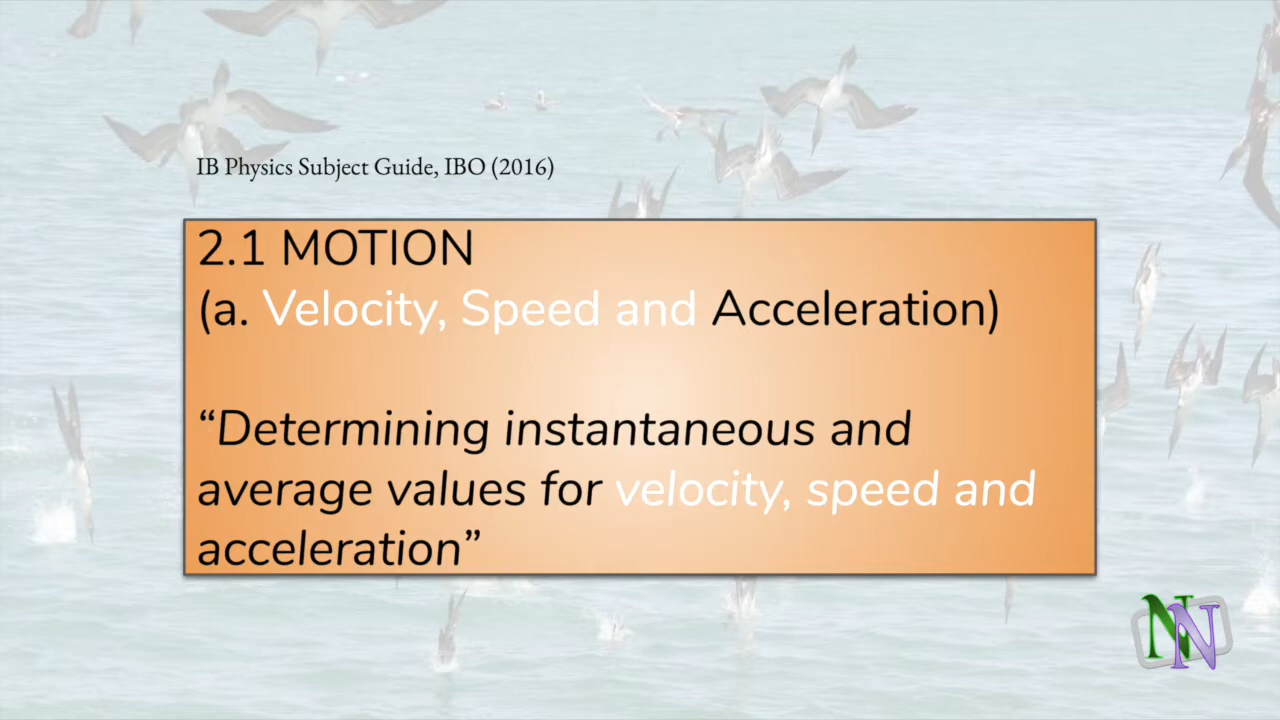 IB Physics Subject Guide, IBO (2016)
2.1 MOTION
(a. Velocity, Speed and Acceleration)
“Determining instantaneous and
average values for velocity, speed and
acceleration”
NN